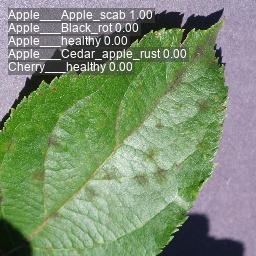 Apple___Apple_scab 1.00
Apple___Black_rot 0.00
Apple___healthy 0.00
Apple___Cedar_apple_rust 0.00
Cherry___healthy 0.00